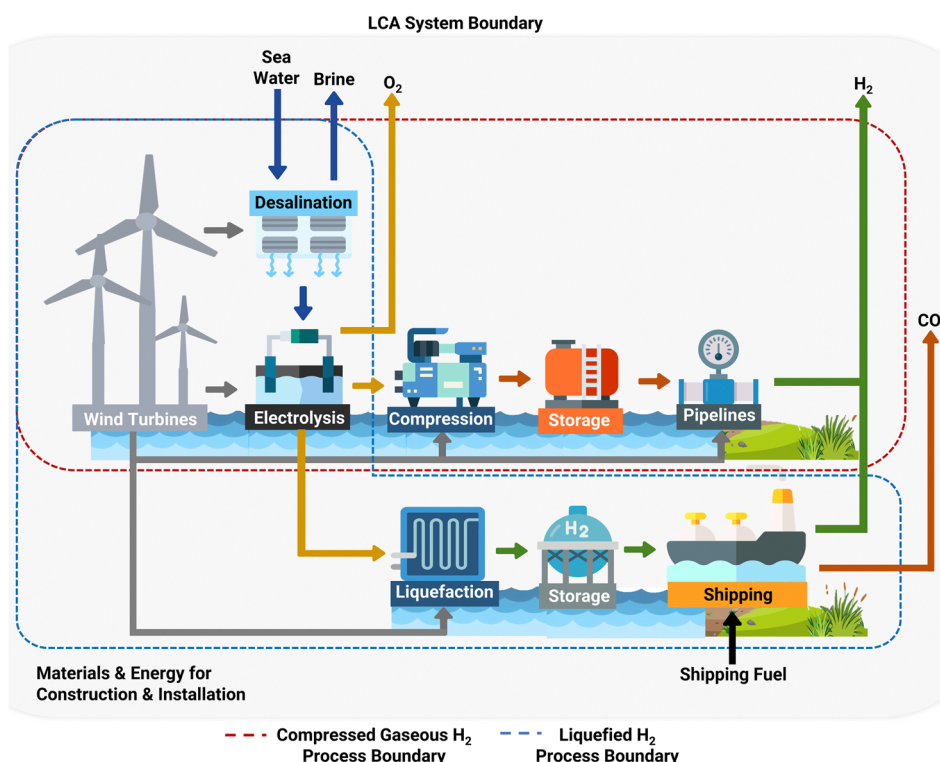 LCA System Boundary
Sea
Water
Brine
O₂
H₂
Desalination
CO
Wind Turbines
Electrolysis
Compression
Storage
Pipelines
H₂
Liquefaction
Storage
Shipping
Materials & Energy for
Construction & Installation
Shipping Fuel
Compressed Gaseous H₂
Process Boundary
Liquefied H₂
Process Boundary